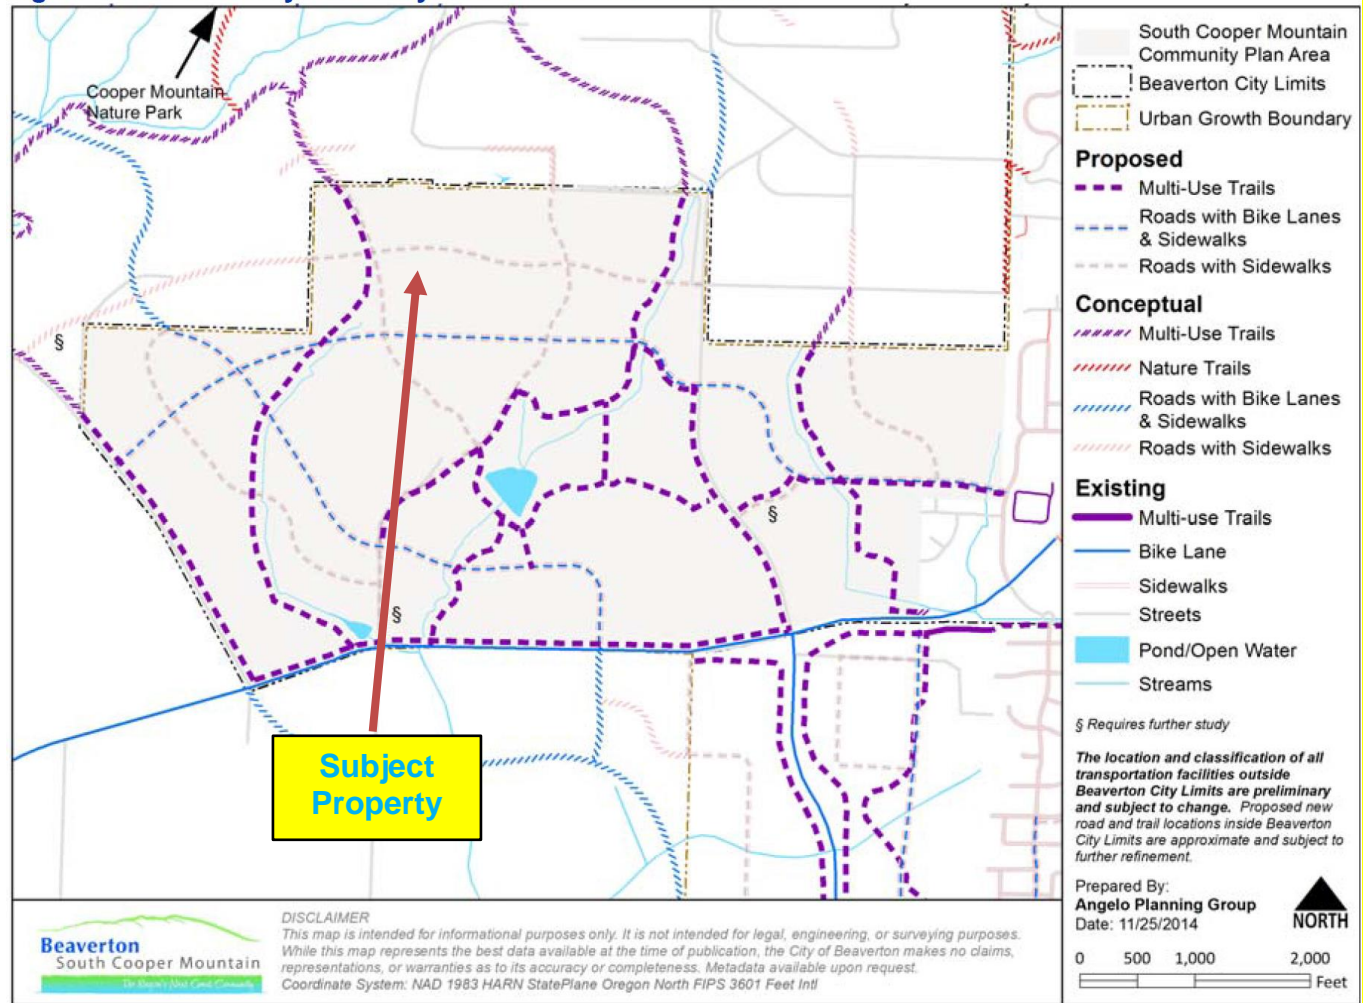 Cooper Mountain
Nature Park
§
§
§
Subject
Property
South Cooper Mountain
Community Plan Area
Beaverton City Limits
Urban Growth Boundary
Proposed
Multi-Use Trails
Roads with Bike Lanes
& Sidewalks
Roads with Sidewalks
Conceptual
Multi-Use Trails
Nature Trails
Roads with Bike Lanes
& Sidewalks
Roads with Sidewalks
Existing
Multi-use Trails
Bike Lane
Sidewalks
Streets
Pond/Open Water
Streams
§ Requires further study
The location and classification of all
transportation facilities outside
Beaverton City Limits are preliminary
and subject to change. Proposed new
road and trail locations inside Beaverton
City Limits are approximate and subject to
further refinement.
Prepared By:
Angelo Planning Group
Date: 11/25/2014
NORTH
0 500 1,000 2,000
Feet
Beaverton
South Cooper Mountain
DISCLAIMER
This map is intended for informational purposes only. It is not intended for legal, engineering, or surveying purposes.
While this map represents the best data available at the time of publication, the City of Beaverton makes no claims,
representations, or warranties as to its accuracy or completeness. Metadata available upon request.
Coordinate System: NAD 1983 HARN StatePlane Oregon North FIPS 3601 Feet Intl